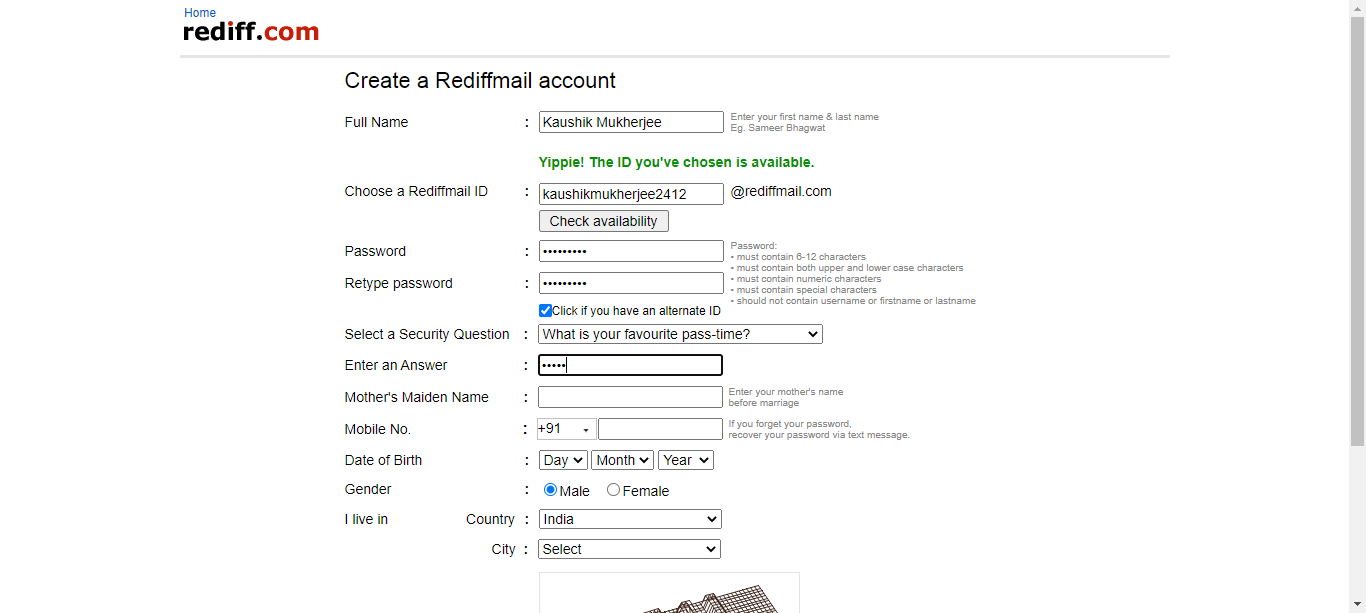 Home
rediff.com
Create a Rediffmail account
Full Name : Kaushik Mukherjee Enter your first name & last name
Eg. Sameer Bhagwat
Yippie! The ID you've chosen is available.
Choose a Rediffmail ID : kaushikmukherjee2412 @rediffmail.com
Check availability
Password : ••••••••• Password:
• must contain 6-12 characters
• must contain both upper and lower case characters
• must contain numeric characters
• must contain special characters
• should not contain username or firstname or lastname
Retype password : •••••••••
Click if you have an alternate ID
Select a Security Question : What is your favourite pass-time?
Enter an Answer : •••••
Mother's Maiden Name : Enter your mother's name
before marriage
Mobile No. : +91 If you forget your password,
recover your password via text message.
Date of Birth : Day Month Year
Gender : Male Female
I live in Country : India
City : Select